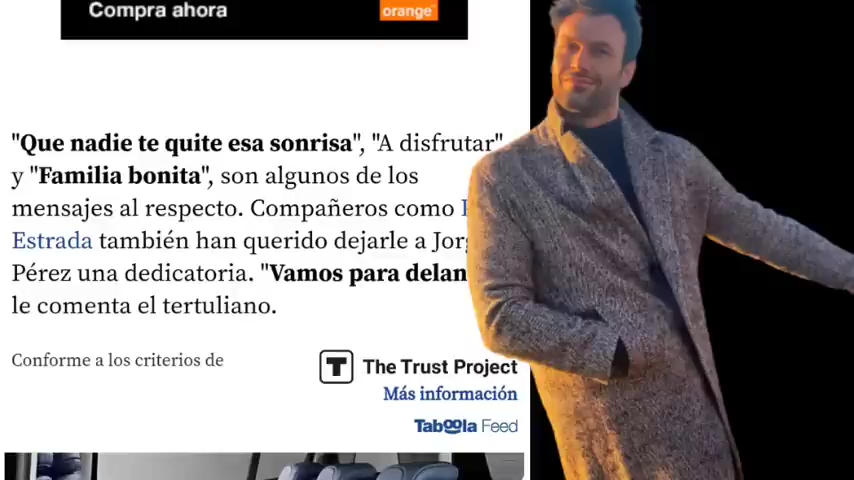 Compra ahora
orange™
"Que nadie te quite esa sonrisa", "A disfrutar"
y "Familia bonita", son algunos de los
mensajes al respecto. Compañeros como
Estrada también han querido dejarle a
Pérez una dedicatoria. "Vamos para
le comenta el tertuliano.
Conforme a los criterios de
T The Trust Project
Más información
Taboola Feed